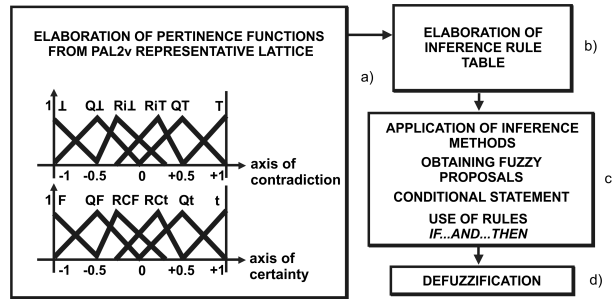 ELABORATION OF PERTINENCE FUNCTIONS
FROM PAL2v REPRESENTATIVE LATTICE
1 ⊥ Q⊥ Ri⊥ RiT QT T
-1 -0.5 0 +0.5 +1
axis of
contradiction
1 F QF RCF RCt Qt t
-1 -0.5 0 +0.5 +1
axis of
certainty
a)
ELABORATION OF
INFERENCE RULE
TABLE
b)
APPLICATION OF INFERENCE
METHODS
OBTAINING FUZZY
PROPOSALS
CONDITIONAL STATEMENT
USE OF RULES
IF...AND...THEN
c
DEFUZZIFICATION
d)